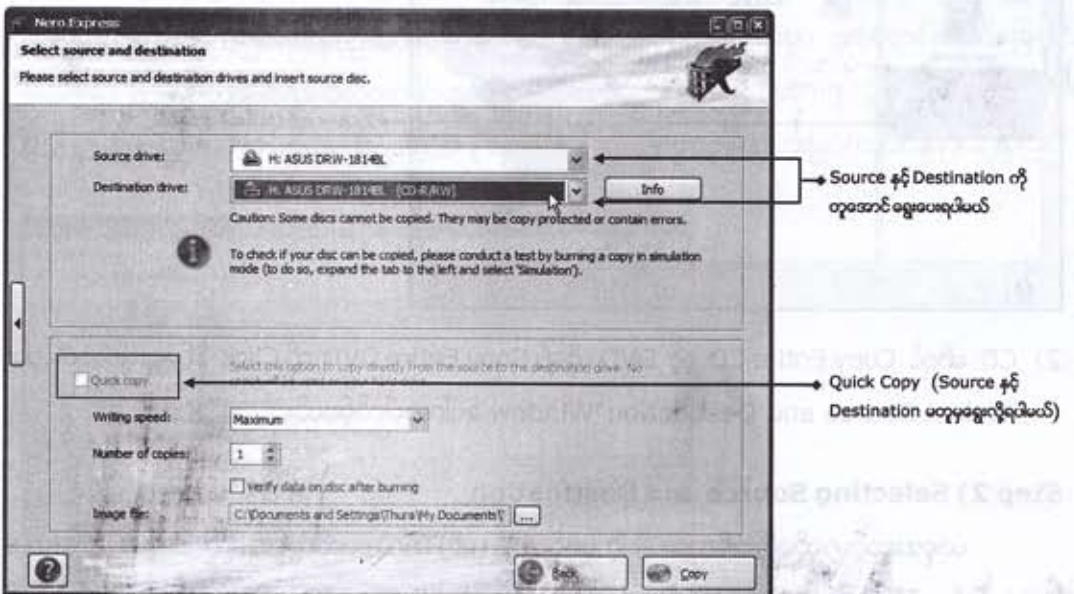 Nero Express
Select source and destination
Please select source and destination drives and insert source disc.
Source drive:
H: ASUS DRW-1814BL
Destination drive:
H: ASUS DRW-1814BL [CD-R/RW]
Info
Caution: Some discs cannot be copied. They may be copy protected or contain errors.
To check if your disc can be copied, please conduct a test by burning a copy in simulation
mode (to do so, expand the tab to the left and select 'Simulation').
Source နှင့် Destination ကို
တူအောင် ရွေးပေးရပါမယ်
Quick copy
Select this option to copy directly from the source to the destination drive. No
Quick Copy (Source နှင့်
Destination မတူမှရွေးလို့ရပါမယ်)
Writing speed:
Maximum
Number of copies:
1
Verify data on disc after burning
Image file:
C:\Documents and Settings\Thura\My Documents\
...
Back
Copy
Step 2) Selecting Source and Destination